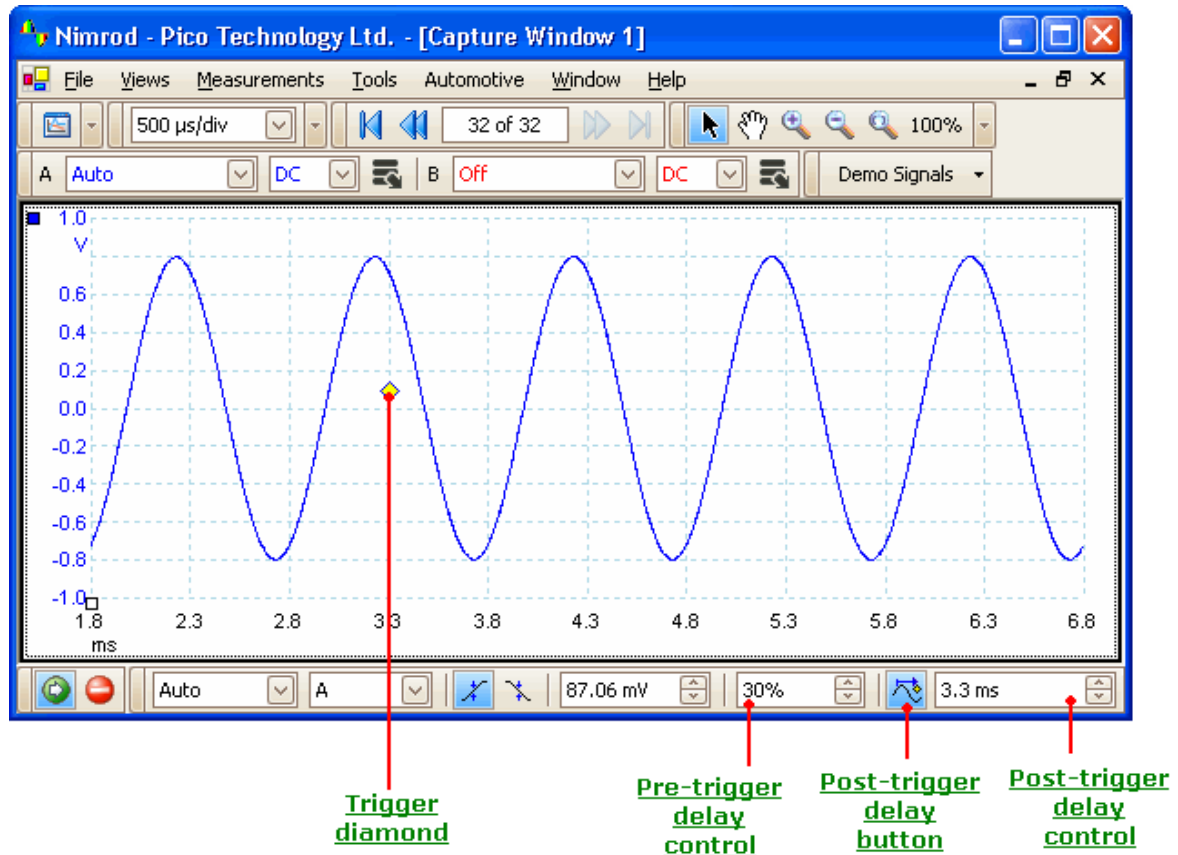 Nimrod - Pico Technology Ltd. - [Capture Window 1]
File Views Measurements Tools Automotive Window Help
500 µs/div 32 of 32 100%
A Auto DC B Off DC Demo Signals
1.0
V
0.6
0.4
0.2
0.0
-0.2
-0.4
-0.6
-0.8
-1.0
1.8 2.3 2.8 3.3 3.8 4.3 4.8 5.3 5.8 6.3 6.8
ms
Auto A 87.06 mV 30% 3.3 ms
Trigger
diamond
Pre-trigger
delay
control
Post-trigger
delay
button
Post-trigger
delay
control